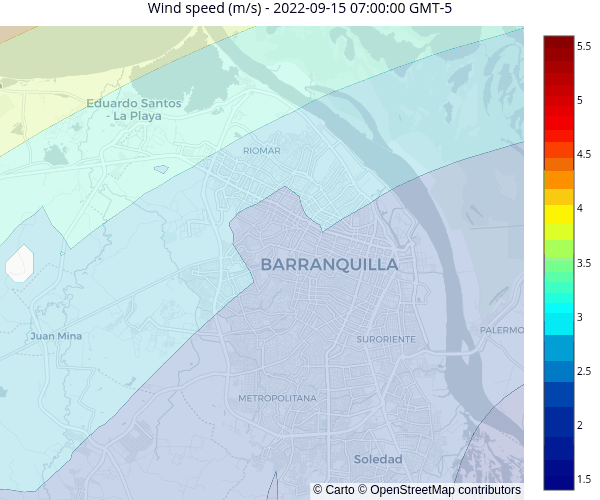 Wind speed (m/s) - 2022-09-15 07:00:00 GMT-5
Eduardo Santos
- La Playa
RIOMAR
BARRANQUILLA
Juan Mina
SURORIENTE
PALERMO
METROPOLITANA
Soledad
© Carto © OpenStreetMap contributors
5.5
5
4.5
4
3.5
3
2.5
2
1.5